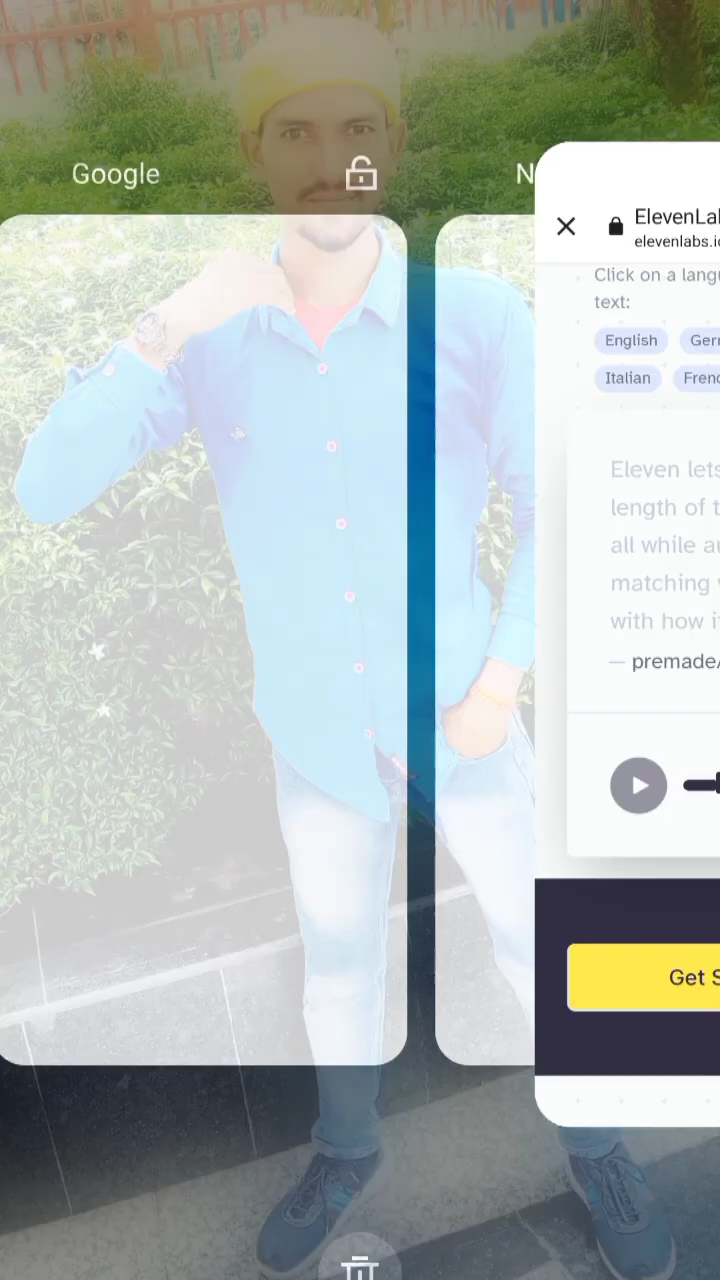 Google
N
ElevenLa
elevenlabs.i
Click on a langu
text:
English
Ger
Italian
Frenc
Eleven lets
length of t
all while au
matching
with how i
— premade
Get S